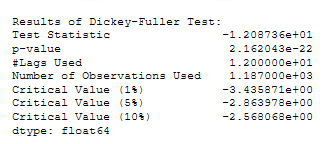 Results of Dickey-Fuller Test:
Test Statistic -1.208736e+01
p-value 2.162043e-22
#Lags Used 1.200000e+01
Number of Observations Used 1.187000e+03
Critical Value (1%) -3.435871e+00
Critical Value (5%) -2.863978e+00
Critical Value (10%) -2.568068e+00
dtype: float64